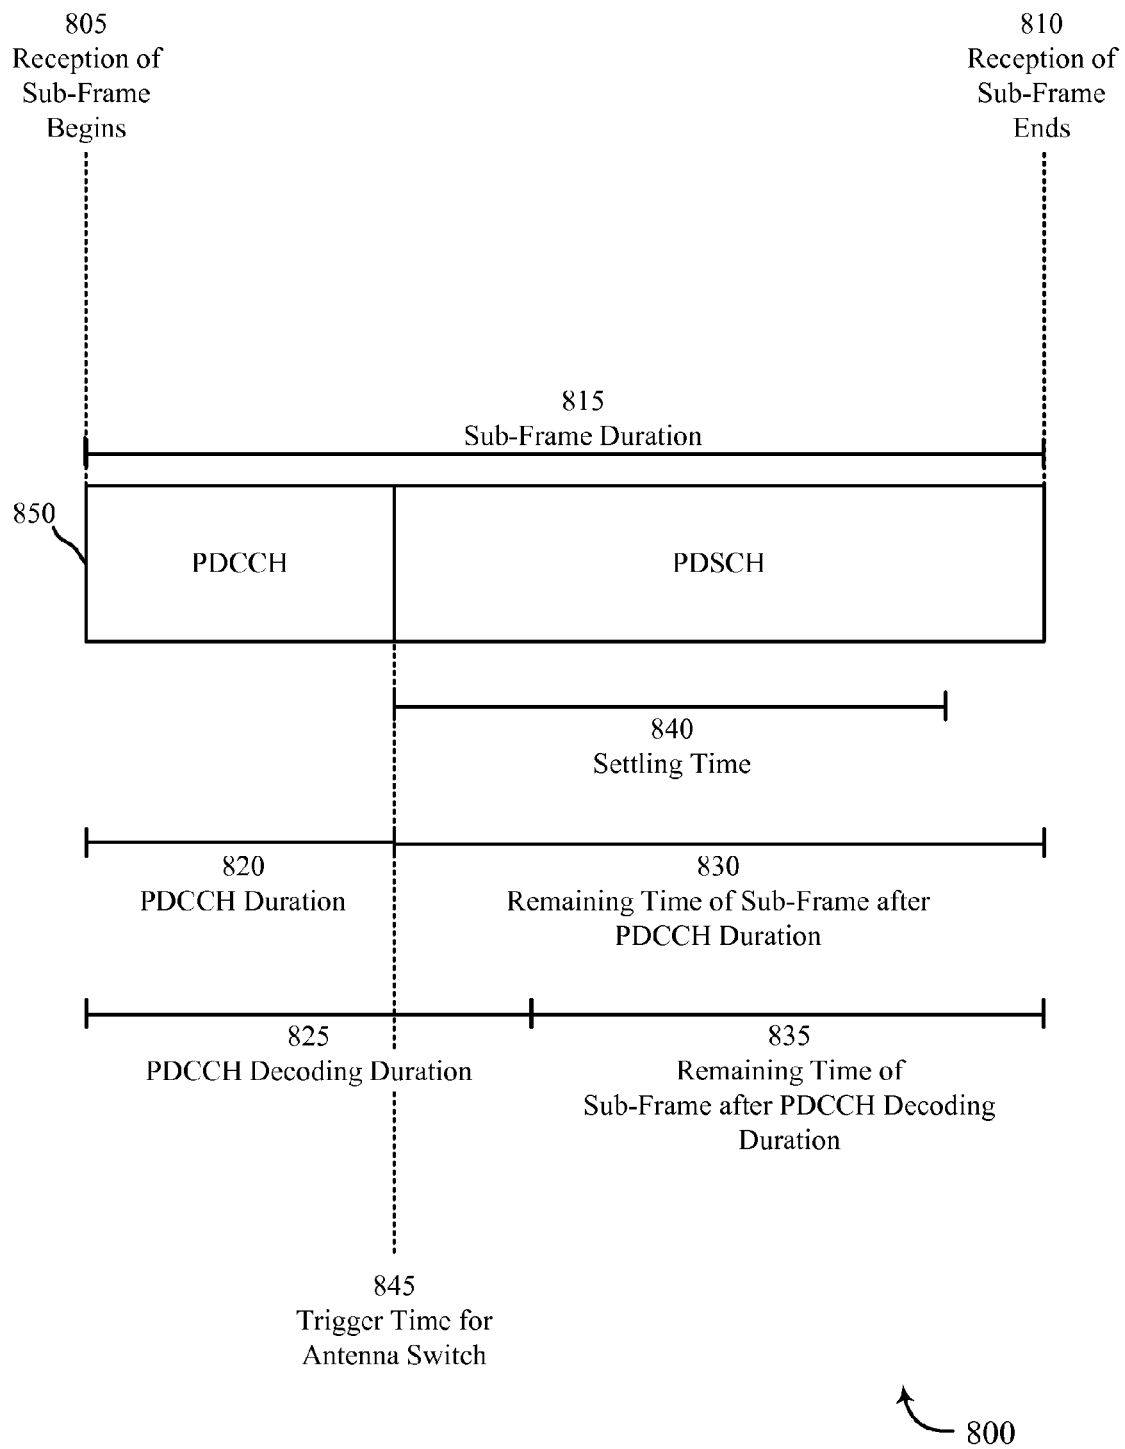 805
Reception of
Sub-Frame
Begins
810
Reception of
Sub-Frame
Ends
815
Sub-Frame Duration
850
PDCCH
PDSCH
840
Settling Time
820
PDCCH Duration
830
Remaining Time of Sub-Frame after
PDCCH Duration
825
PDCCH Decoding Duration
835
Remaining Time of
Sub-Frame after PDCCH Decoding
Duration
845
Trigger Time for
Antenna Switch
800